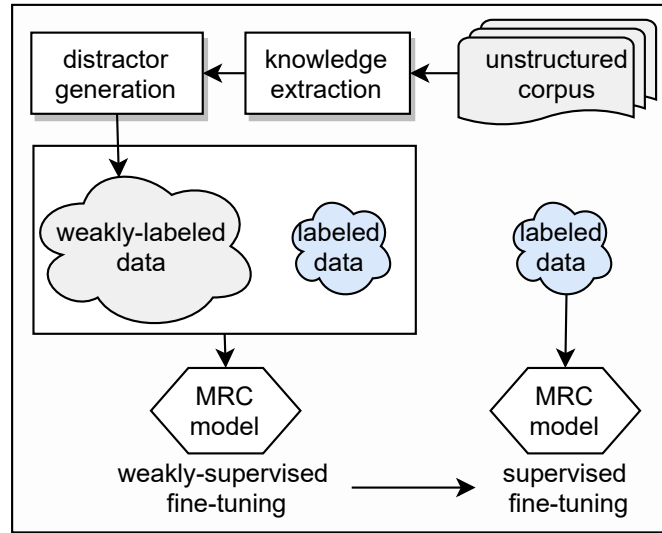 distractor
generation
knowledge
extraction
unstructured
corpus
weakly-labeled
data
labeled
data
labeled
data
MRC
model
MRC
model
weakly-supervised
fine-tuning
supervised
fine-tuning